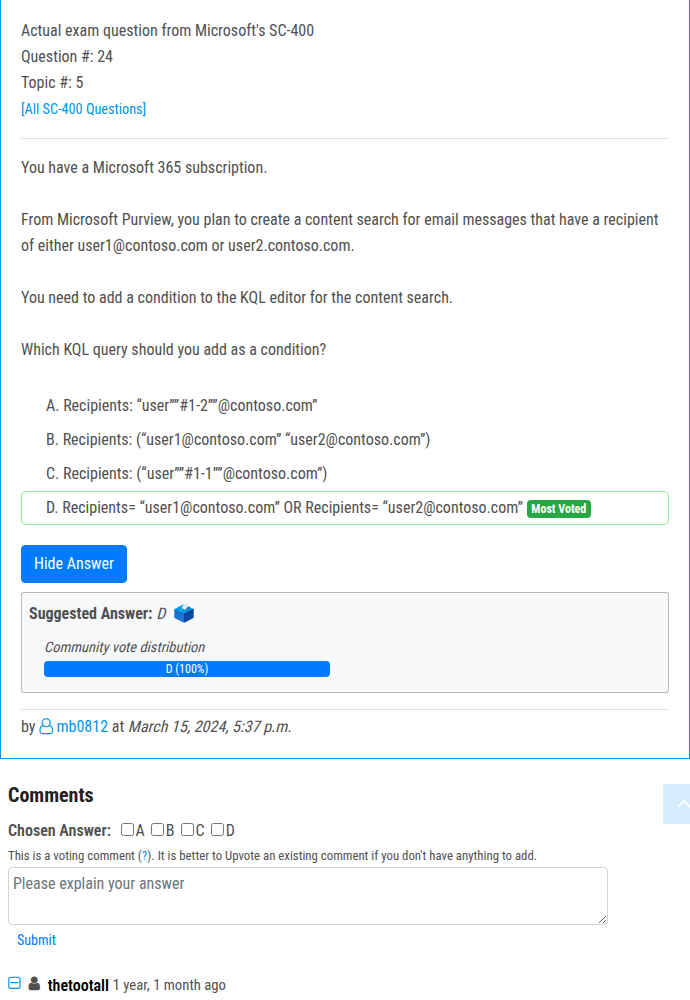 Actual exam question from Microsoft's SC-400
Question #: 24
Topic #: 5
[All SC-400 Questions]
You have a Microsoft 365 subscription.
From Microsoft Purview, you plan to create a content search for email messages that have a recipient
of either user1@contoso.com or user2.contoso.com.
You need to add a condition to the KQL editor for the content search.
Which KQL query should you add as a condition?
A. Recipients: “user””#1-2””@contoso.com”
B. Recipients: (“user1@contoso.com” “user2@contoso.com”)
C. Recipients: (“user””#1-1””@contoso.com”)
D. Recipients= “user1@contoso.com” OR Recipients= “user2@contoso.com” Most Voted
Hide Answer
Suggested Answer: D
Community vote distribution
D (100%)
by mb0812 at March 15, 2024, 5:37 p.m.
Comments
Chosen Answer: A B C D
This is a voting comment (?). It is better to Upvote an existing comment if you don't have anything to add.
Please explain your answer
Submit
thetootall 1 year, 1 month ago